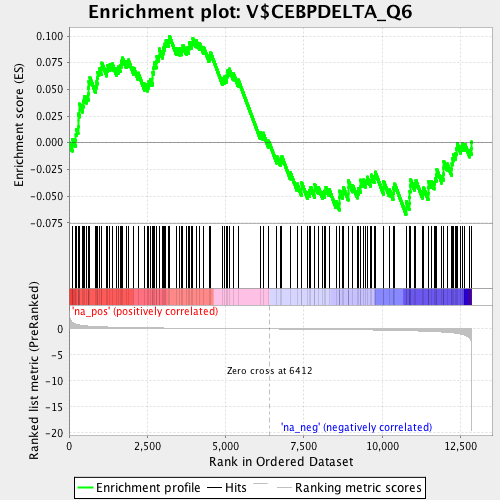 Enrichment plot: V$CEBPDELTA_Q6
Enrichment score (ES)
0.100
0.075
0.050
0.025
0.000
-0.025
-0.050
-0.075
'na_pos' (positively correlated)
Ranked list metric (PreRanked)
0
-5
-10
-15
-20
Zero cross at 6412
'na_neg' (negatively correlated)
0
2,500
5,000
7,500
10,000
12,500
Rank in Ordered Dataset
Enrichment profile
Hits
Ranking metric scores